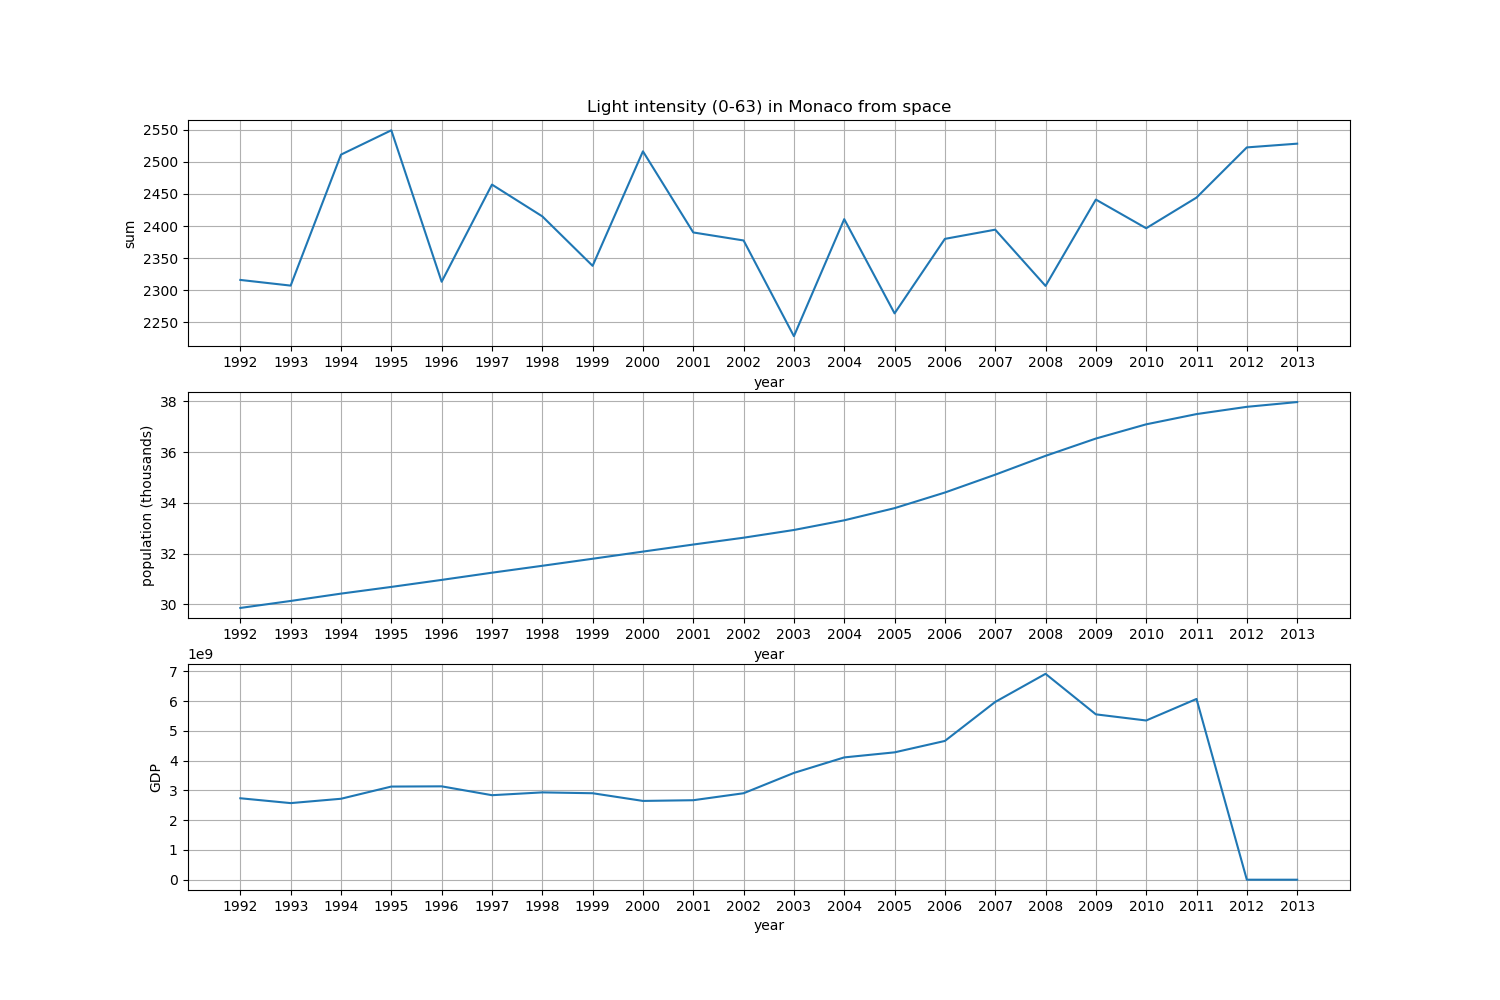 Light intensity (0-63) in Monaco from space
2550
2500
2450
2400
2350
2300
2250
sum
1992 1993 1994 1995 1996 1997 1998 1999 2000 2001 2002 2003 2004 2005 2006 2007 2008 2009 2010 2011 2012 2013
year
38
36
34
32
30
population (thousands)
1992 1993 1994 1995 1996 1997 1998 1999 2000 2001 2002 2003 2004 2005 2006 2007 2008 2009 2010 2011 2012 2013
year
1e9
7
6
5
4
3
2
1
0
GDP
1992 1993 1994 1995 1996 1997 1998 1999 2000 2001 2002 2003 2004 2005 2006 2007 2008 2009 2010 2011 2012 2013
year